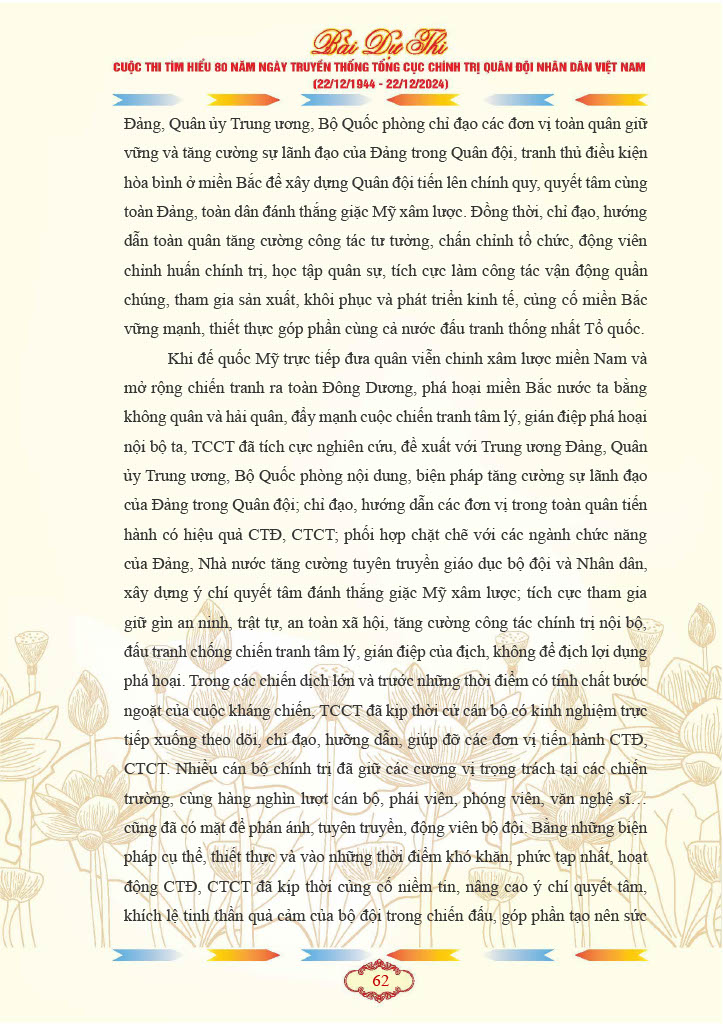 Bài Dự Thi
CUỘC THI TÌM HIỂU 80 NĂM NGÀY TRUYỀN THỐNG TỔNG CỤC CHÍNH TRỊ QUÂN ĐỘI NHÂN DÂN VIỆT NAM
(22/12/1944 - 22/12/2024)
Đảng, Quân ủy Trung ương, Bộ Quốc phòng chỉ đạo các đơn vị toàn quân giữ
vững và tăng cường sự lãnh đạo của Đảng trong Quân đội, tranh thủ điều kiện
hòa bình ở miền Bắc để xây dựng Quân đội tiến lên chính quy, quyết tâm cùng
toàn Đảng, toàn dân đánh thắng giặc Mỹ xâm lược. Đồng thời, chỉ đạo, hướng
dẫn toàn quân tăng cường công tác tư tưởng, chấn chỉnh tổ chức, động viên
chỉnh huấn chính trị, học tập quân sự, tích cực làm công tác vận động quần
chúng, tham gia sản xuất, khôi phục và phát triển kinh tế, củng cố miền Bắc
vững mạnh, thiết thực góp phần cùng cả nước đấu tranh thống nhất Tổ quốc.
Khi đế quốc Mỹ trực tiếp đưa quân viễn chinh xâm lược miền Nam và
mở rộng chiến tranh ra toàn Đông Dương, phá hoại miền Bắc nước ta bằng
không quân và hải quân, đẩy mạnh cuộc chiến tranh tâm lý, gián điệp phá hoại
nội bộ ta, TCCT đã tích cực nghiên cứu, đề xuất với Trung ương Đảng, Quân
ủy Trung ương, Bộ Quốc phòng nội dung, biện pháp tăng cường sự lãnh đạo
của Đảng trong Quân đội; chỉ đạo, hướng dẫn các đơn vị trong toàn quân tiến
hành có hiệu quả CTĐ, CTCT; phối hợp chặt chẽ với các ngành chức năng
của Đảng, Nhà nước tăng cường tuyên truyền giáo dục bộ đội và Nhân dân,
xây dựng ý chí quyết tâm đánh thắng giặc Mỹ xâm lược; tích cực tham gia
giữ gìn an ninh, trật tự, an toàn xã hội, tăng cường công tác chính trị nội bộ,
đấu tranh chống chiến tranh tâm lý, gián điệp của địch, không để địch lợi dụng
phá hoại. Trong các chiến dịch lớn và trước những thời điểm có tính chất bước
ngoặt của cuộc kháng chiến, TCCT đã kịp thời cử cán bộ có kinh nghiệm trực
tiếp xuống theo dõi, chỉ đạo, hưỡng dẫn, giúp đỡ các đơn vị tiến hành CTĐ,
CTCT. Nhiều cán bộ chính trị đã giữ các cương vị trọng trách tại các chiến
trường, cùng hàng nghìn lượt cán bộ, phái viên, phóng viên, văn nghệ sĩ…
cũng đã có mặt để phản ánh, tuyên truyền, động viên bộ đội. Bằng những biện
pháp cụ thể, thiết thực và vào những thời điểm khó khăn, phức tạp nhất, hoạt
động CTĐ, CTCT đã kịp thời củng cố niềm tin, nâng cao ý chí quyết tâm,
khích lệ tinh thần quả cảm của bộ đội trong chiến đấu, góp phần tạo nên sức
62